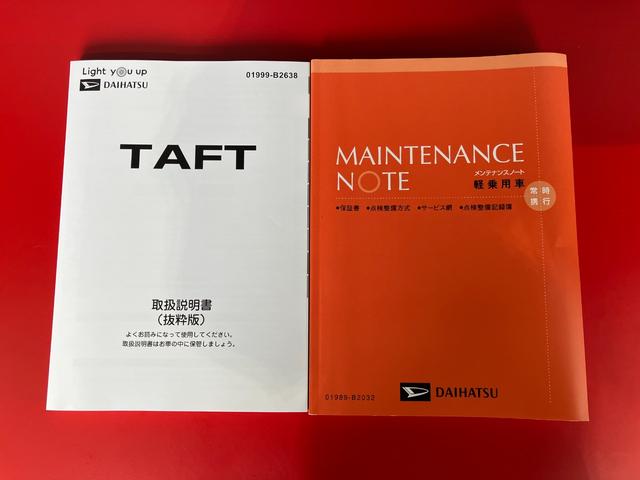 Light you up
DAIHATSU
01999-B2638
TAFT
取扱説明書
（抜粋版）
よくお読みになって使用してください。
取扱説明書はお車の中に保管しましょう。
MAINTENANCE
NOTE
メンテナンスノート
軽乗用車
常時
携行
●保証書 ●点検整備方式 ●サービス網 ●点検整備記録簿
01989-B2032
DAIHATSU